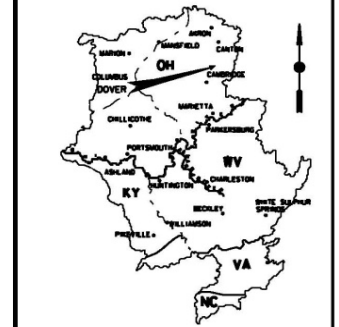 AKRON
MARION
MANSFIELD
CANTON
OH
COLUMBUS
CAMBRIDGE
DOVER
MARIETTA
CHILLICOTHE
PARKERSBURG
PORTSMOUTH
WV
ASHLAND
CHARLESTON
KY
HUNTINGTON
WHITE SULPHUR
SPRINGS
BECKLEY
WILLIAMSON
PIKEVILLE
VA
NC